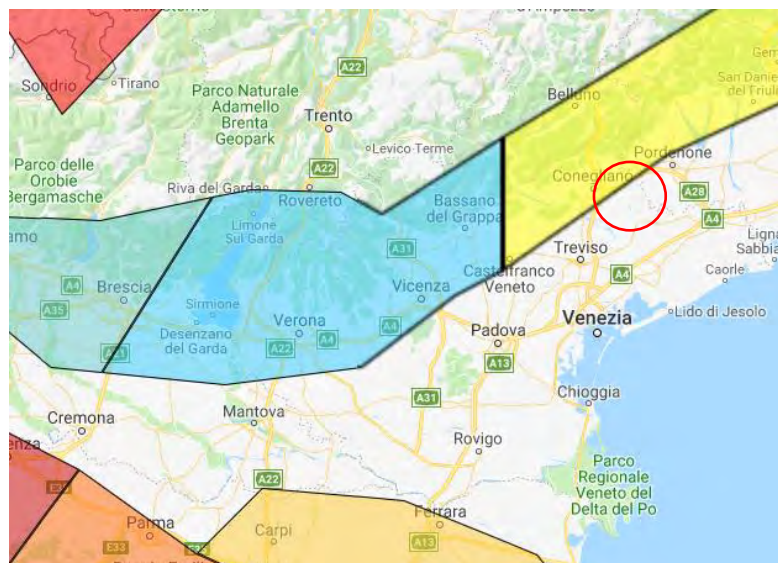 Sondrio
Tirano
A22
Parco Naturale
Adamello
Brenta
Geopark
Trento
Belluno
San Daniele
del Friuli
Levico Terme
Pordenone
Parco delle
Orobie
Bergamasche
A22
Riva del Garda
Rovereto
Conegliano
A28
Bassano
del Grappa
Limone
Sul Garda
A4
A31
Treviso
Castelfranco
Veneto
A4
Brescia
A4
A35
Sirmione
Vicenza
Caorle
Desenzano
del Garda
Verona
A4
A4
A22
Padova
Venezia
Lido di Jesolo
A13
Chioggia
Cremona
Mantova
A31
Rovigo
A22
Parco
Regionale
Veneto del
Delta del Po
Parma
Carpi
Ferrara
E33
A13